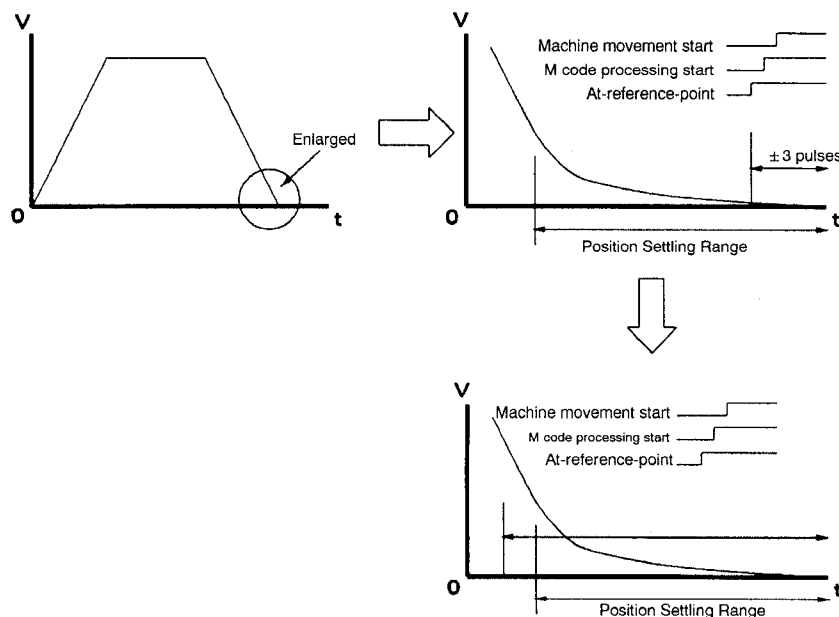 V
0
t
Enlarged
V
Machine movement start
M code processing start
At-reference-point
±3 pulses
0
t
Position Settling Range
V
Machine movement start
M code processing start
At-reference-point
0
t
Position Settling Range